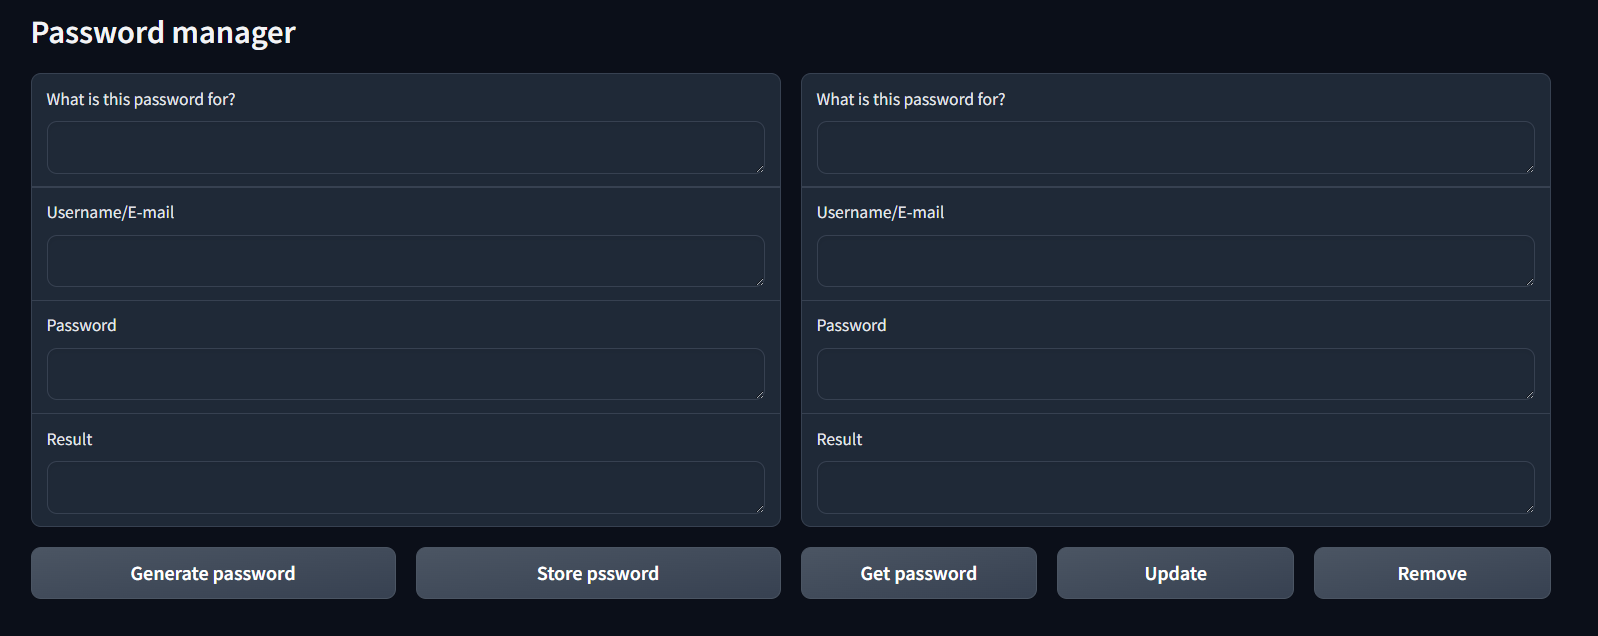 Password manager
What is this password for?
Username/E-mail
Password
Result
Generate password
Store pssword
What is this password for?
Username/E-mail
Password
Result
Get password
Update
Remove